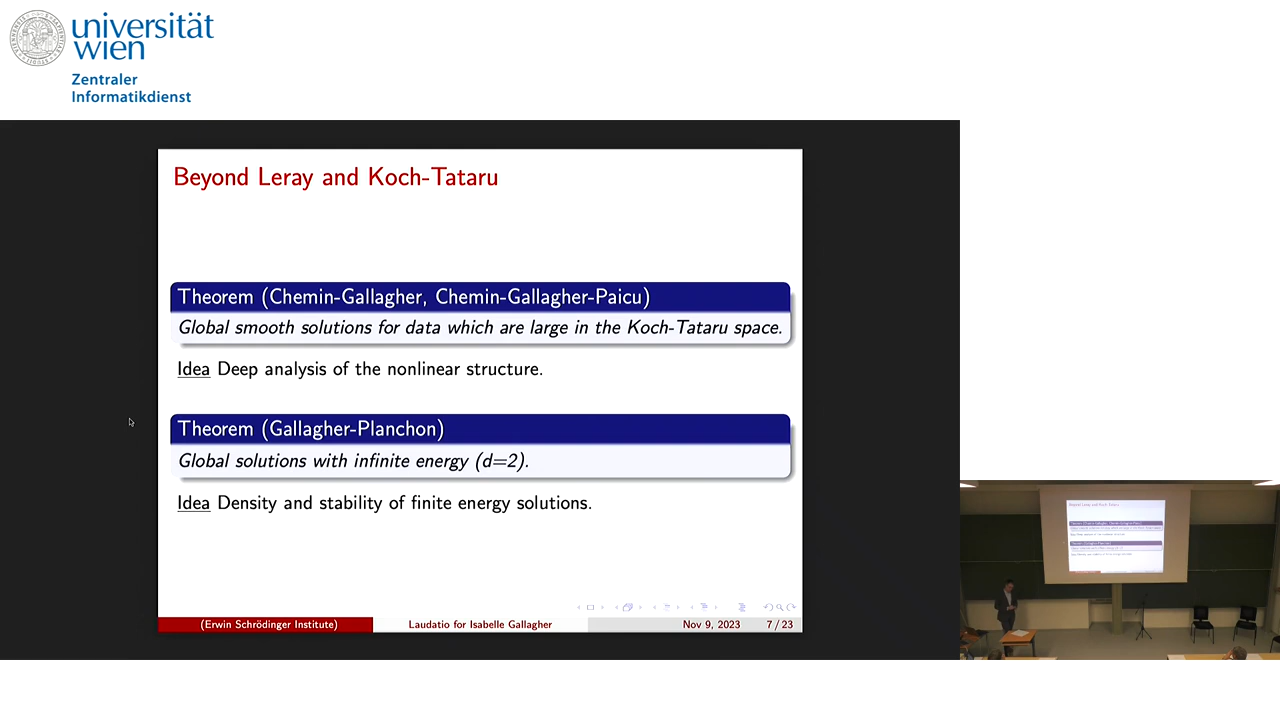 universität
wien
Zentraler
Informatikdienst
Beyond Leray and Koch-Tataru
Theorem (Chemin-Gallagher, Chemin-Gallagher-Paicu)
Global smooth solutions for data which are large in the Koch-Tataru space.
Idea Deep analysis of the nonlinear structure.
Theorem (Gallagher-Planchon)
Global solutions with infinite energy (d=2).
Idea Density and stability of finite energy solutions.
(Erwin Schrödinger Institute) Laudatio for Isabelle Gallagher Nov 9, 2023 7 / 23